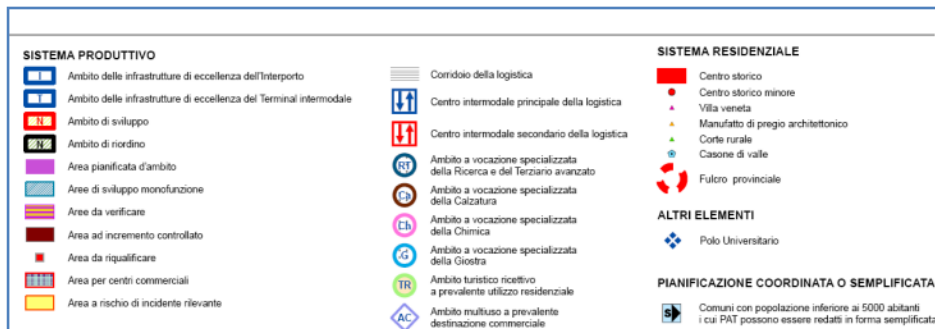 SISTEMA PRODUTTIVO
I Ambito delle infrastrutture di eccellenza dell'Interporto
T Ambito delle infrastrutture di eccellenza del Terminal intermodale
N Ambito di sviluppo
N Ambito di riordino
Area pianificata d'ambito
Aree di sviluppo monofunzione
Aree da verificare
Area ad incremento controllato
Area da riqualificare
Area per centri commerciali
Area a rischio di incidente rilevante
Corridoio della logistica
Centro intermodale principale della logistica
Centro intermodale secondario della logistica
RT Ambito a vocazione specializzata
della Ricerca e del Terziario avanzato
Cp Ambito a vocazione specializzata
della Calzatura
Ch Ambito a vocazione specializzata
della Chimica
G Ambito a vocazione specializzata
della Giostra
TR Ambito turistico ricettivo
a prevalente utilizzo residenziale
AC Ambito multiuso a prevalente
destinazione commerciale
SISTEMA RESIDENZIALE
Centro storico
Centro storico minore
Villa veneta
Manufatto di pregio architettonico
Corte rurale
Casone di valle
Fulcro provinciale
ALTRI ELEMENTI
Polo Universitario
PIANIFICAZIONE COORDINATA O SEMPLIFICATA
S Comuni con popolazione inferiore ai 5000 abitanti
i cui PAT possono essere redatti in forma semplificata